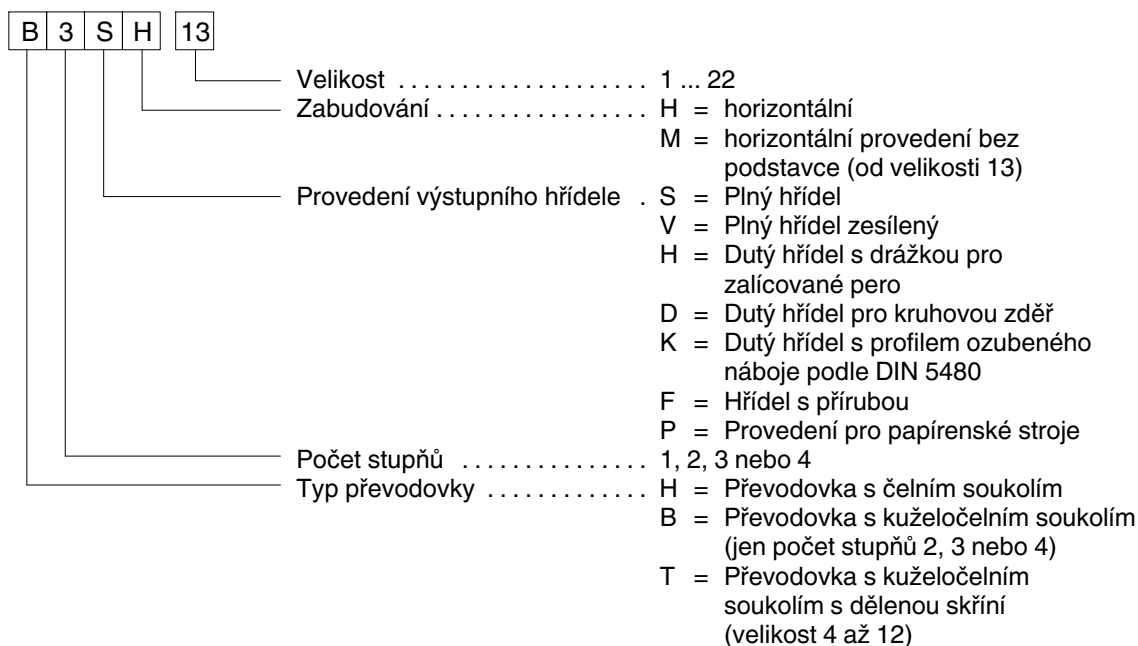 B 3 S H 13
Velikost . . . . . . . . . . . . . . . . . . . . 1 ... 22
Zabudování . . . . . . . . . . . . . . . . . H = horizontální
M = horizontální provedení bez
podstavce (od velikosti 13)
Provedení výstupního hřídele . S = Plný hřídel
V = Plný hřídel zesílený
H = Dutý hřídel s drážkou pro
zalícované pero
D = Dutý hřídel pro kruhovou zděř
K = Dutý hřídel s profilem ozubeného
náboje podle DIN 5480
F = Hřídel s přírubou
P = Provedení pro papírenské stroje
Počet stupňů . . . . . . . . . . . . . . . 1, 2, 3 nebo 4
Typ převodovky . . . . . . . . . . . . . H = Převodovka s čelním soukolím
B = Převodovka s kuželočelním soukolím
(jen počet stupňů 2, 3 nebo 4)
T = Převodovka s kuželočelním
soukolím s dělenou skříní
(velikost 4 až 12)